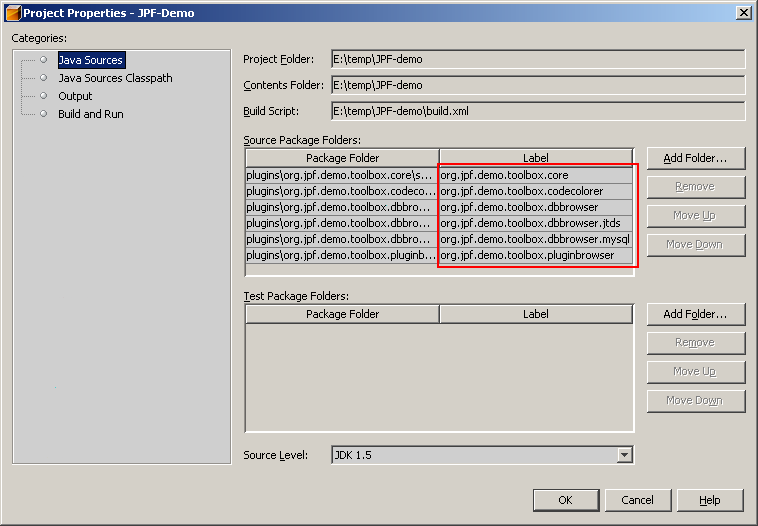 Project Properties - JPF-Demo
Categories:
Java Sources
Java Sources Classpath
Output
Build and Run
Project Folder: E:\temp\JPF-demo
Contents Folder: E:\temp\JPF-demo
Build Script: E:\temp\JPF-demo\build.xml
Source Package Folders:
Package Folder Label
plugins\org.jpf.demo.toolbox.core\s... org.jpf.demo.toolbox.core
plugins\org.jpf.demo.toolbox.codeco... org.jpf.demo.toolbox.codecolorer
plugins\org.jpf.demo.toolbox.dbbro... org.jpf.demo.toolbox.dbbrowser
plugins\org.jpf.demo.toolbox.dbbro... org.jpf.demo.toolbox.dbbrowser.jtds
plugins\org.jpf.demo.toolbox.dbbro... org.jpf.demo.toolbox.dbbrowser.mysql
plugins\org.jpf.demo.toolbox.pluginb... org.jpf.demo.toolbox.pluginbrowser
Add Folder...
Remove
Move Up
Move Down
Test Package Folders:
Package Folder Label
Add Folder...
Remove
Move Up
Move Down
Source Level: JDK 1.5
OK Cancel Help